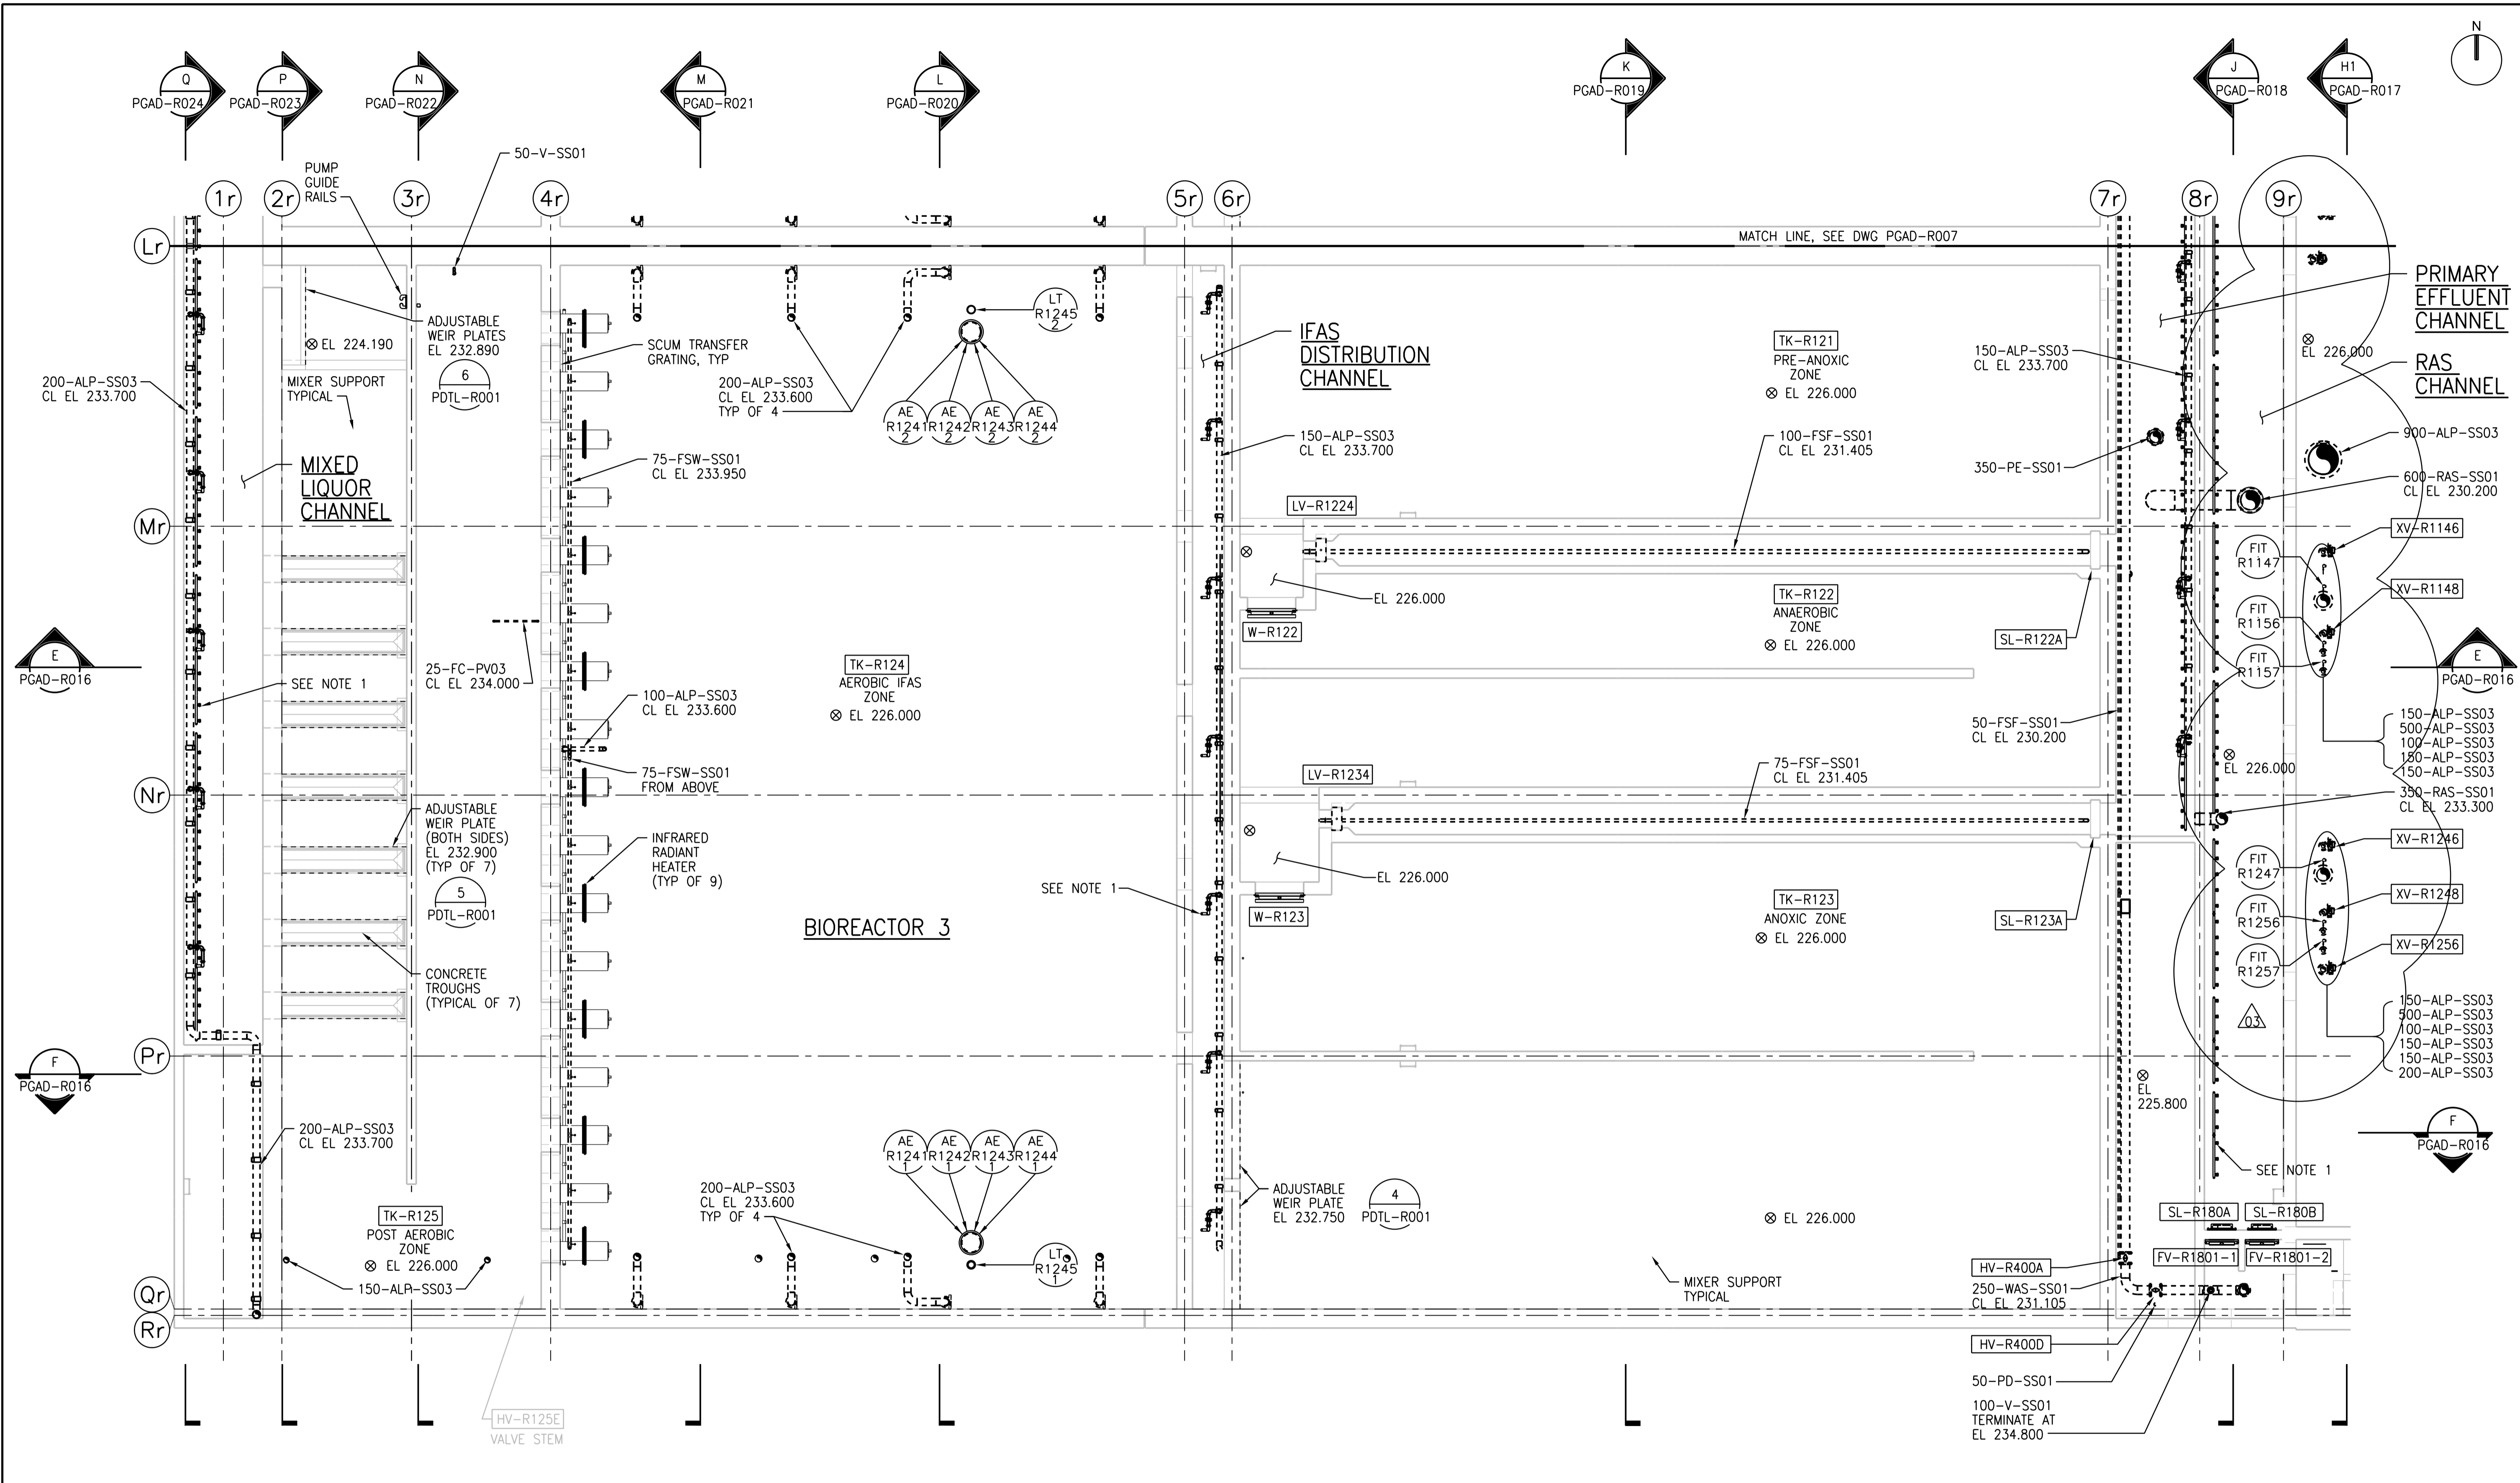 N
Q
PGAD-R024
P
PGAD-R023
N
PGAD-R022
M
PGAD-R021
L
PGAD-R020
K
PGAD-R019
J
PGAD-R018
H1
PGAD-R017
1r
2r
3r
4r
5r
6r
7r
8r
9r
Lr
Mr
Nr
Pr
Qr
Rr
PUMP
GUIDE
RAILS
50-V-SS01
MATCH LINE, SEE DWG PGAD-R007
200-ALP-SS03
CL EL 233.700
EL 224.190
MIXER SUPPORT
TYPICAL
ADJUSTABLE
WEIR PLATES
EL 232.890
6
PDTL-R001
MIXED
LIQUOR
CHANNEL
SCUM TRANSFER
GRATING, TYP
200-ALP-SS03
CL EL 233.600
TYP OF 4
LT
R1245
2
AE
R1241
2
AE
R1242
2
AE
R1243
2
AE
R1244
2
75-FSW-SS01
CL EL 233.950
IFAS
DISTRIBUTION
CHANNEL
150-ALP-SS03
CL EL 233.700
TK-R121
PRE-ANOXIC
ZONE
EL 226.000
100-FSF-SS01
CL EL 231.405
150-ALP-SS03
CL EL 233.700
350-PE-SS01
PRIMARY
EFFLUENT
CHANNEL
EL 226.000
RAS
CHANNEL
900-ALP-SS03
600-RAS-SS01
CL EL 230.200
LV-R1224
EL 226.000
W-R122
TK-R122
ANAEROBIC
ZONE
EL 226.000
SL-R122A
XV-R1146
FIT
R1147
XV-R1148
FIT
R1156
FIT
R1157
E
PGAD-R016
E
PGAD-R016
SEE NOTE 1
25-FC-PV03
CL EL 234.000
100-ALP-SS03
CL EL 233.600
75-FSW-SS01
FROM ABOVE
TK-R124
AEROBIC IFAS
ZONE
EL 226.000
50-FSF-SS01
CL EL 230.200
150-ALP-SS03
500-ALP-SS03
100-ALP-SS03
150-ALP-SS03
150-ALP-SS03
EL 226.000
350-RAS-SS01
CL EL 233.300
LV-R1234
75-FSF-SS01
CL EL 231.405
ADJUSTABLE
WEIR PLATE
(BOTH SIDES)
EL 232.900
(TYP OF 7)
5
PDTL-R001
INFRARED
RADIANT
HEATER
(TYP OF 9)
BIOREACTOR 3
SEE NOTE 1
EL 226.000
W-R123
TK-R123
ANOXIC ZONE
EL 226.000
SL-R123A
XV-R1246
FIT
R1247
XV-R1248
FIT
R1256
XV-R1256
FIT
R1257
CONCRETE
TROUGHS
(TYPICAL OF 7)
03
150-ALP-SS03
500-ALP-SS03
100-ALP-SS03
150-ALP-SS03
150-ALP-SS03
200-ALP-SS03
F
PGAD-R016
F
PGAD-R016
EL
225.800
200-ALP-SS03
CL EL 233.700
SEE NOTE 1
TK-R125
POST AEROBIC
ZONE
EL 226.000
150-ALP-SS03
200-ALP-SS03
CL EL 233.600
TYP OF 4
AE
R1241
1
AE
R1242
1
AE
R1243
1
AE
R1244
1
LT
R1245
1
ADJUSTABLE
WEIR PLATE
EL 232.750
4
PDTL-R001
EL 226.000
MIXER SUPPORT
TYPICAL
SL-R180A
SL-R180B
FV-R1801-1
FV-R1801-2
HV-R400A
250-WAS-SS01
CL EL 231.105
HV-R400D
50-PD-SS01
100-V-SS01
TERMINATE AT
EL 234.800
HV-R125E
VALVE STEM